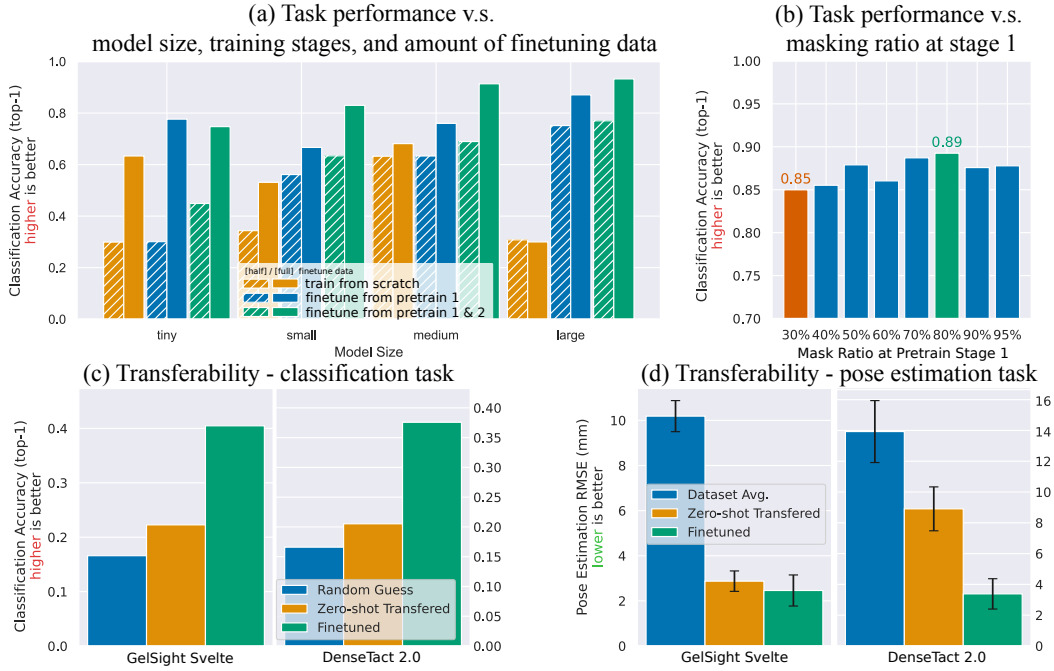 (a) Task performance v.s.
model size, training stages, and amount of finetuning data
Classification Accuracy (top-1)
higher is better
1.0
0.8
0.6
0.4
0.2
0.0
[half] / [full] finetune data
train from scratch
finetune from pretrain 1
finetune from pretrain 1 & 2
tiny
small
medium
large
Model Size
(b) Task performance v.s.
masking ratio at stage 1
Classification Accuracy (top-1)
higher is better
1.00
0.95
0.90
0.85
0.80
0.75
0.70
0.85
0.89
30%
40%
50%
60%
70%
80%
90%
95%
Mask Ratio at Pretrain Stage 1
(c) Transferability - classification task
Classification Accuracy (top-1)
higher is better
0.4
0.3
0.2
0.1
0.0
0.40
0.35
0.30
0.25
0.20
0.15
0.10
0.05
0.00
Random Guess
Zero-shot Transfered
Finetuned
GelSight Svelte
DenseTact 2.0
(d) Transferability - pose estimation task
Pose Estimation RMSE (mm)
lower is better
10
8
6
4
2
0
16
14
12
10
8
6
4
2
0
Dataset Avg.
Zero-shot Transfered
Finetuned
GelSight Svelte
DenseTact 2.0